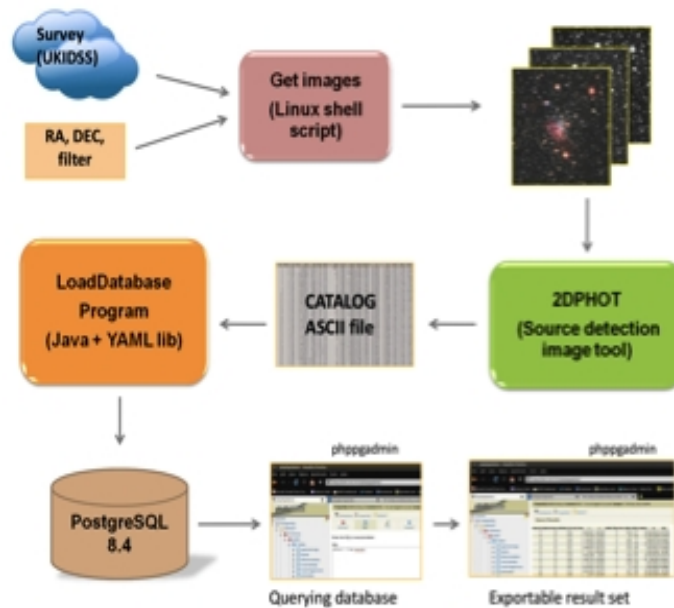 Survey
(UKIDSS)
RA, DEC,
filter
Get images
(Linux shell
script)
LoadDatabase
Program
(Java + YAML lib)
CATALOG
ASCII file
2DPHOT
(Source detection
image tool)
PostgreSQL
8.4
phppgadmin
Querying database
phppgadmin
Exportable result set